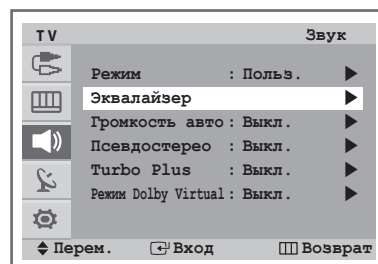 TV Звук
Режим : Польз.
Эквалайзер
Громкость авто : Выкл.
Псевдостерео : Выкл.
Turbo Plus : Выкл.
Режим Dolby Virtual : Выкл.
Перем. Вход Возврат